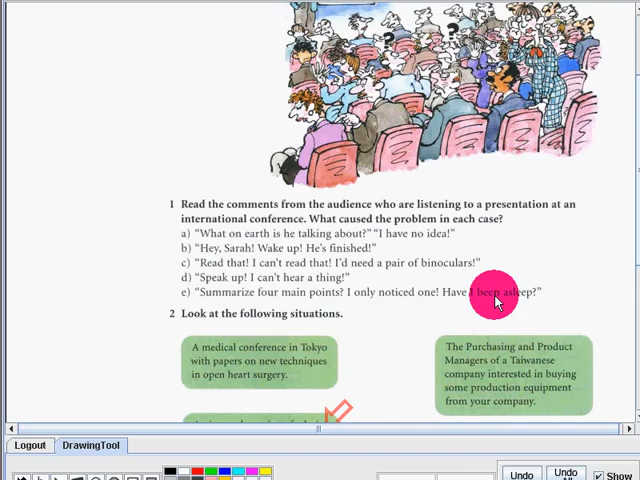 ? ?
1 Read the comments from the audience who are listening to a presentation at an
international conference. What caused the problem in each case?
a) “What on earth is he talking about?” “I have no idea!”
b) “Hey, Sarah! Wake up! He’s finished!”
c) “Read that! I can’t read that! I’d need a pair of binoculars!”
d) “Speak up! I can’t hear a thing!”
e) “Summarize four main points? I only noticed one! Have I been asleep?”
2 Look at the following situations.
A medical conference in Tokyo
with papers on new techniques
in open heart surgery.
The Purchasing and Product
Managers of a Taiwanese
company interested in buying
some production equipment
from your company.
Logout DrawingTool
Undo Undo All Show